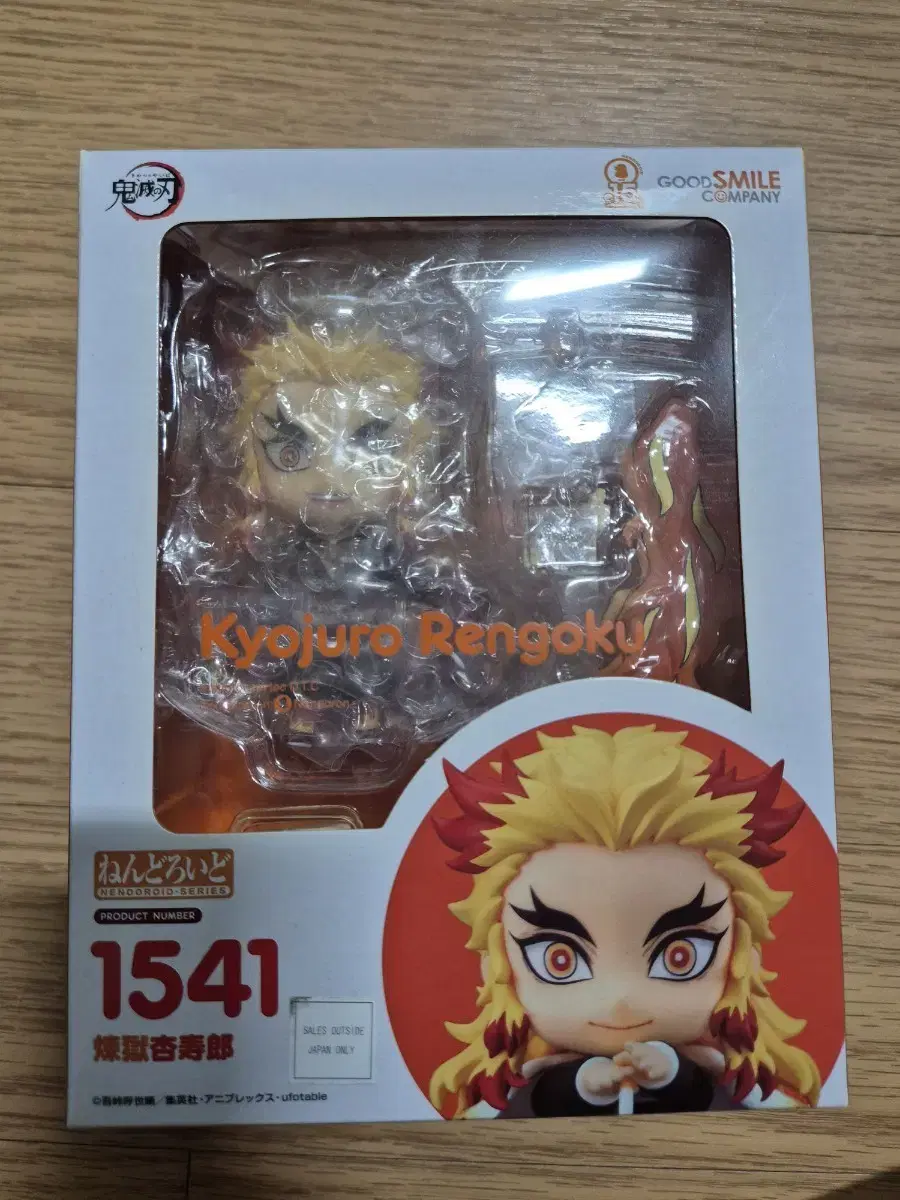 鬼滅の刃
15
GOOD SMILE
COMPANY
Kyojuro Rengoku
ねんどろいど
NENDOROID·SERIES
PRODUCT NUMBER
1541
煉獄杏寿郎
SALES OUTSIDE
JAPAN ONLY
©吾峠呼世晴／集英社・アニプレックス・ufotable